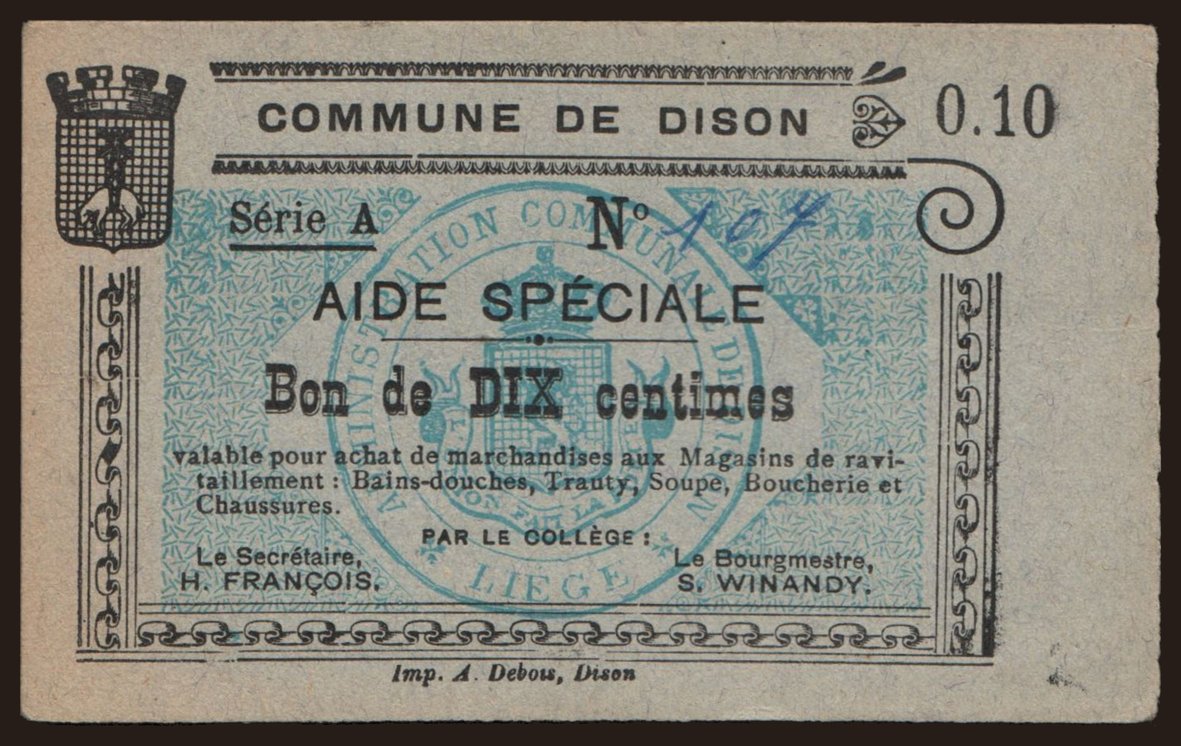 COMMUNE DE DISON
0.10
Série A
Nº 107
AIDE SPÉCIALE
Bon de DIX centimes
valable pour achat de marchandises aux Magasins de ravi-
taillement : Bains-douches, Trauty, Soupe, Boucherie et
Chaussures.
PAR LE COLLÈGE :
Le Secrétaire,
H. FRANÇOIS.
Le Bourgmestre,
S. WINANDY.
Imp. A. Debois, Dison
LIEGE